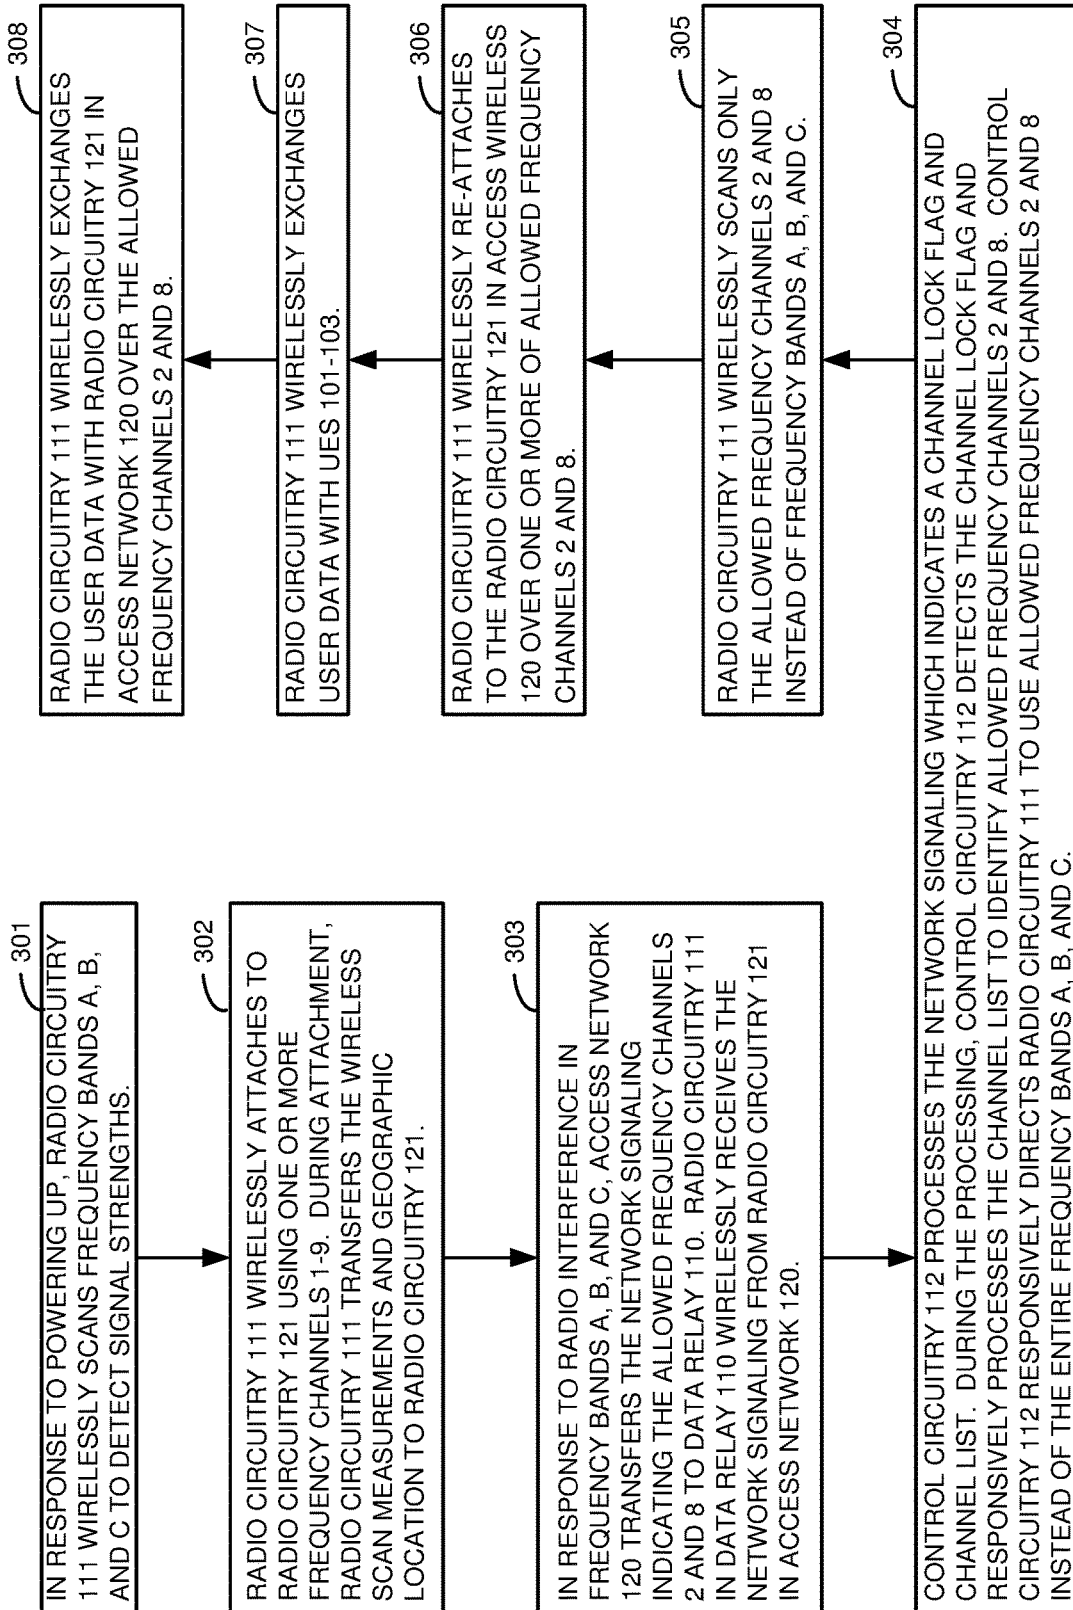 301
IN RESPONSE TO POWERING UP, RADIO CIRCUITRY
111 WIRELESSLY SCANS FREQUENCY BANDS A, B,
AND C TO DETECT SIGNAL STRENGTHS.
302
RADIO CIRCUITRY 111 WIRELESSLY ATTACHES TO
RADIO CIRCUITRY 121 USING ONE OR MORE
FREQUENCY CHANNELS 1-9. DURING ATTACHMENT,
RADIO CIRCUITRY 111 TRANSFERS THE WIRELESS
SCAN MEASUREMENTS AND GEOGRAPHIC
LOCATION TO RADIO CIRCUITRY 121.
303
IN RESPONSE TO RADIO INTERFERENCE IN
FREQUENCY BANDS A, B, AND C, ACCESS NETWORK
120 TRANSFERS THE NETWORK SIGNALING
INDICATING THE ALLOWED FREQUENCY CHANNELS
2 AND 8 TO DATA RELAY 110. RADIO CIRCUITRY 111
IN DATA RELAY 110 WIRELESSLY RECEIVES THE
NETWORK SIGNALING FROM RADIO CIRCUITRY 121
IN ACCESS NETWORK 120.
304
CONTROL CIRCUITRY 112 PROCESSES THE NETWORK SIGNALING WHICH INDICATES A CHANNEL LOCK FLAG AND
CHANNEL LIST. DURING THE PROCESSING, CONTROL CIRCUITRY 112 DETECTS THE CHANNEL LOCK FLAG AND
RESPONSIVELY PROCESSES THE CHANNEL LIST TO IDENTIFY ALLOWED FREQUENCY CHANNELS 2 AND 8. CONTROL
CIRCUITRY 112 RESPONSIVELY DIRECTS RADIO CIRCUITRY 111 TO USE ALLOWED FREQUENCY CHANNELS 2 AND 8
INSTEAD OF THE ENTIRE FREQUENCY BANDS A, B, AND C.
305
RADIO CIRCUITRY 111 WIRELESSLY SCANS ONLY
THE ALLOWED FREQUENCY CHANNELS 2 AND 8
INSTEAD OF FREQUENCY BANDS A, B, AND C.
306
RADIO CIRCUITRY 111 WIRELESSLY RE-ATTACHES
TO THE RADIO CIRCUITRY 121 IN ACCESS WIRELESS
120 OVER ONE OR MORE OF ALLOWED FREQUENCY
CHANNELS 2 AND 8.
307
RADIO CIRCUITRY 111 WIRELESSLY EXCHANGES
USER DATA WITH UES 101-103.
308
RADIO CIRCUITRY 111 WIRELESSLY EXCHANGES
THE USER DATA WITH RADIO CIRCUITRY 121 IN
ACCESS NETWORK 120 OVER THE ALLOWED
FREQUENCY CHANNELS 2 AND 8.